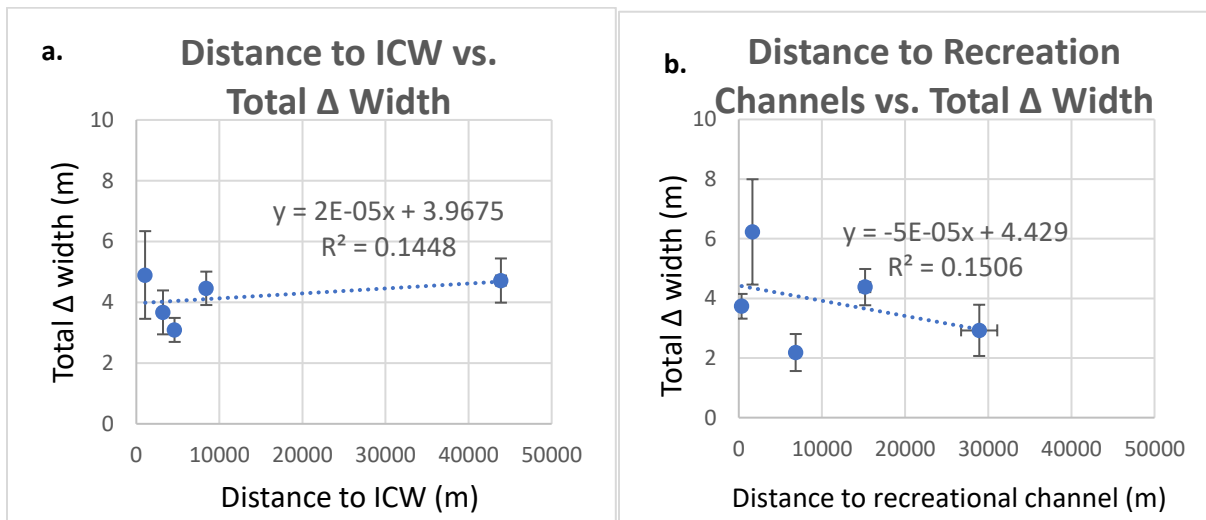 a.
Distance to ICW vs.
Total Δ Width
10
8
6
4
2
0
Total Δ width (m)
y = 2E-05x + 3.9675
R² = 0.1448
0 10000 20000 30000 40000 50000
Distance to ICW (m)
b.
Distance to Recreation
Channels vs. Total Δ Width
10
8
6
4
2
0
Total Δ width (m)
y = -5E-05x + 4.429
R² = 0.1506
0 10000 20000 30000 40000 50000
Distance to recreational channel (m)